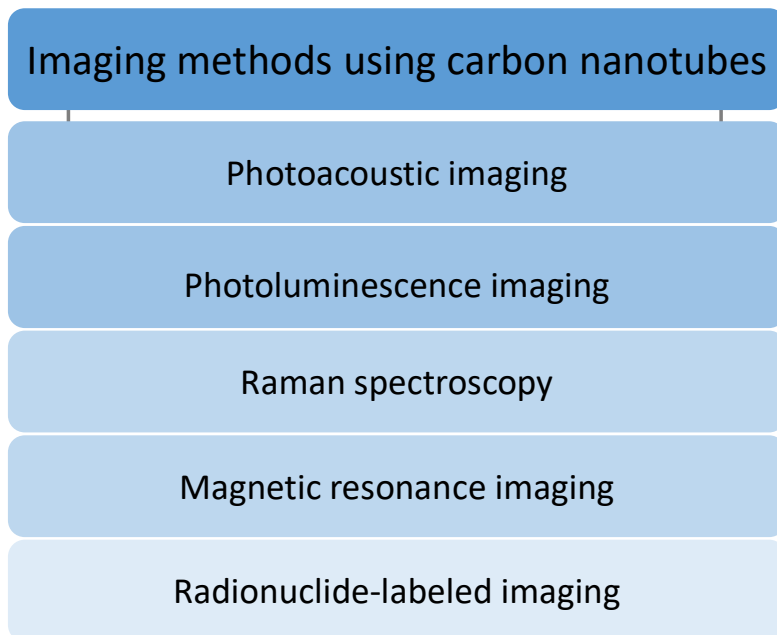 Imaging methods using carbon nanotubes
Photoacoustic imaging
Photoluminescence imaging
Raman spectroscopy
Magnetic resonance imaging
Radionuclide-labeled imaging